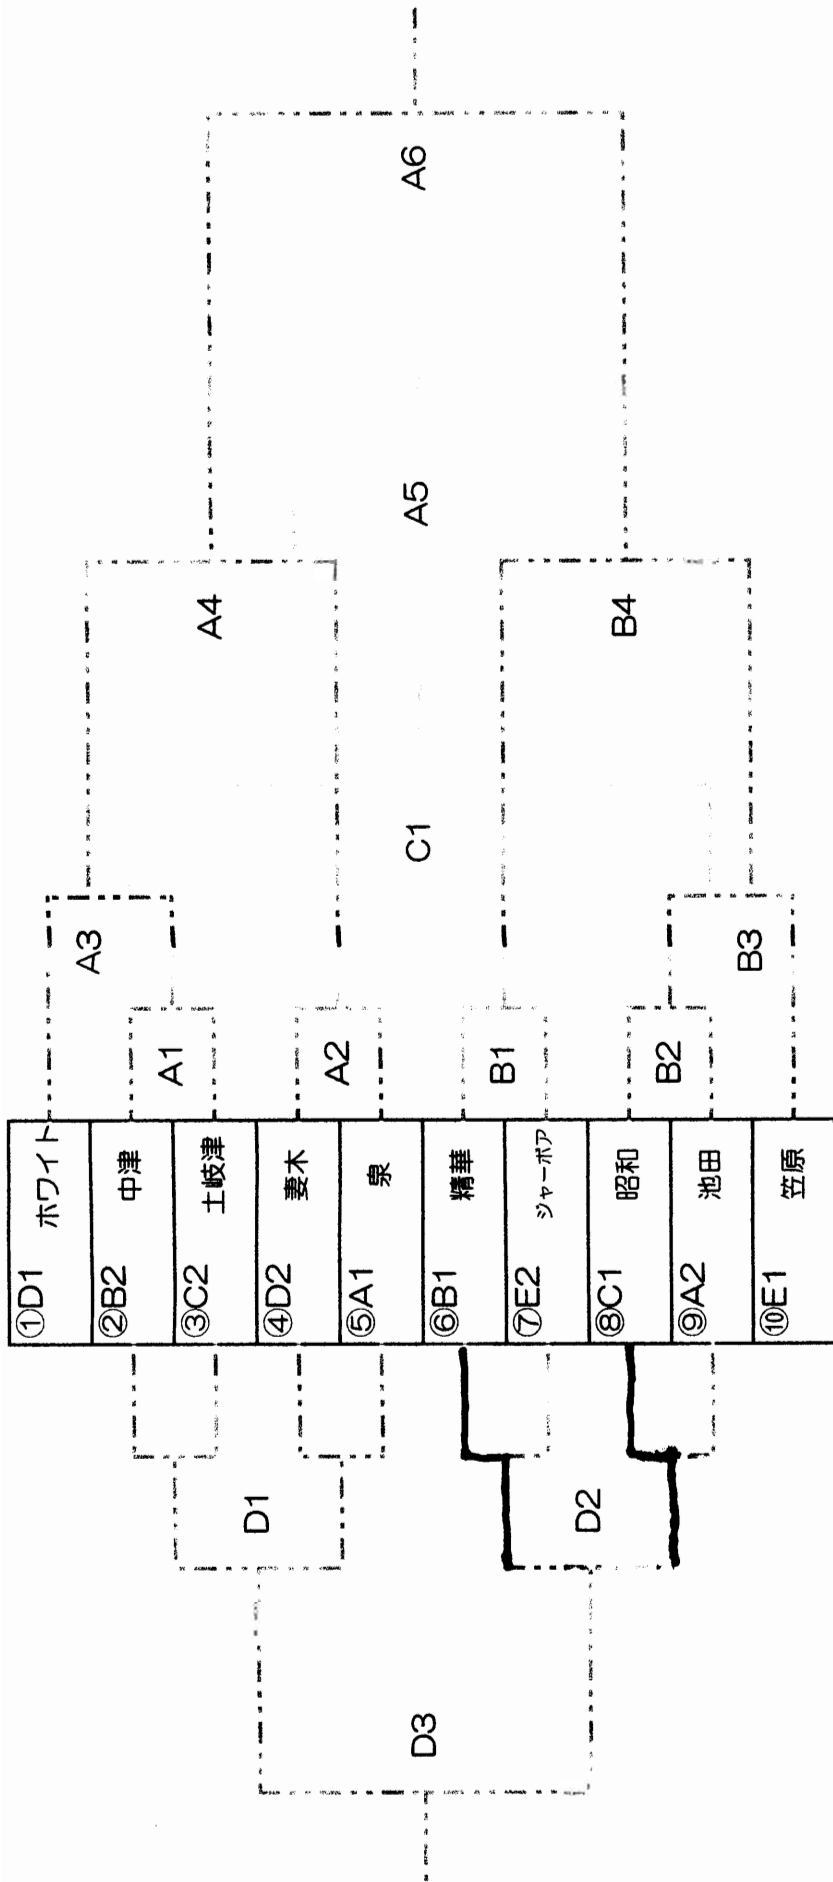 A6
A5
A4
B4
C1
A3
B3
A1
A2
B1
B2
①D1 ホワイト
②B2 中津
③C2 土岐津
④D2 妻木
⑤A1 泉
⑥B1 精華
⑦E2 ジャーボア
⑧C1 昭和
⑨A2 池田
⑩E1 笠原
D1
D2
D3